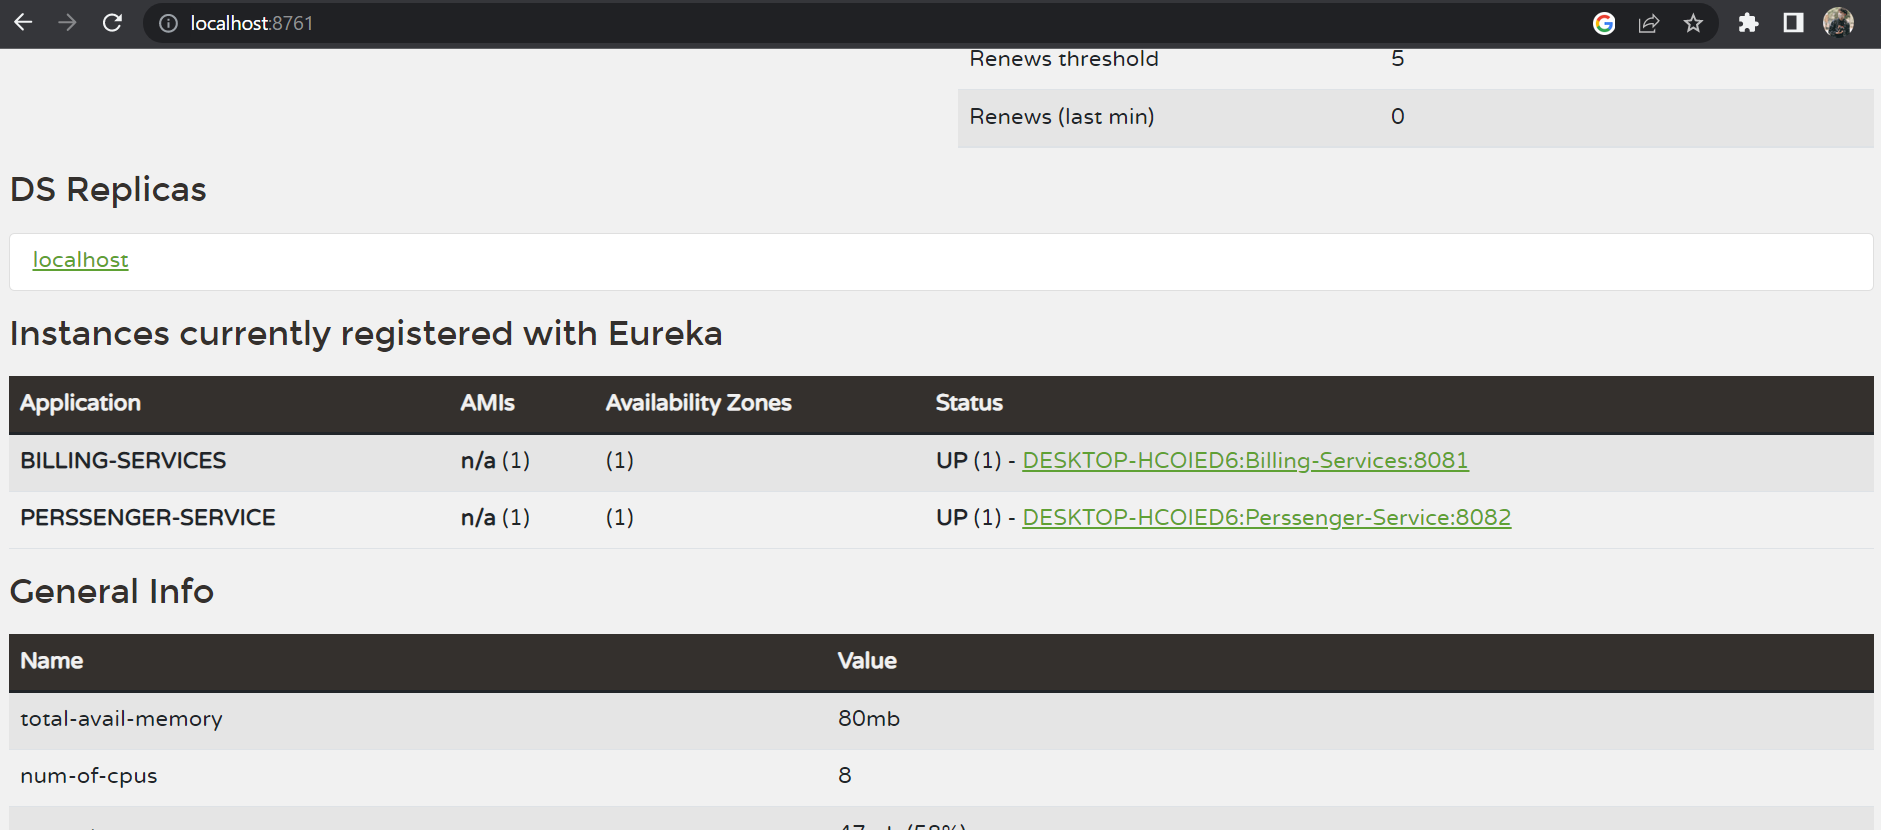 localhost:8761
Renews threshold 5
Renews (last min) 0
DS Replicas
localhost
Instances currently registered with Eureka
Application AMIs Availability Zones Status
BILLING-SERVICES n/a (1) (1) UP (1) - DESKTOP-HCOIED6:Billing-Services:8081
PERSSENGER-SERVICE n/a (1) (1) UP (1) - DESKTOP-HCOIED6:Perssenger-Service:8082
General Info
Name Value
total-avail-memory 80mb
num-of-cpus 8